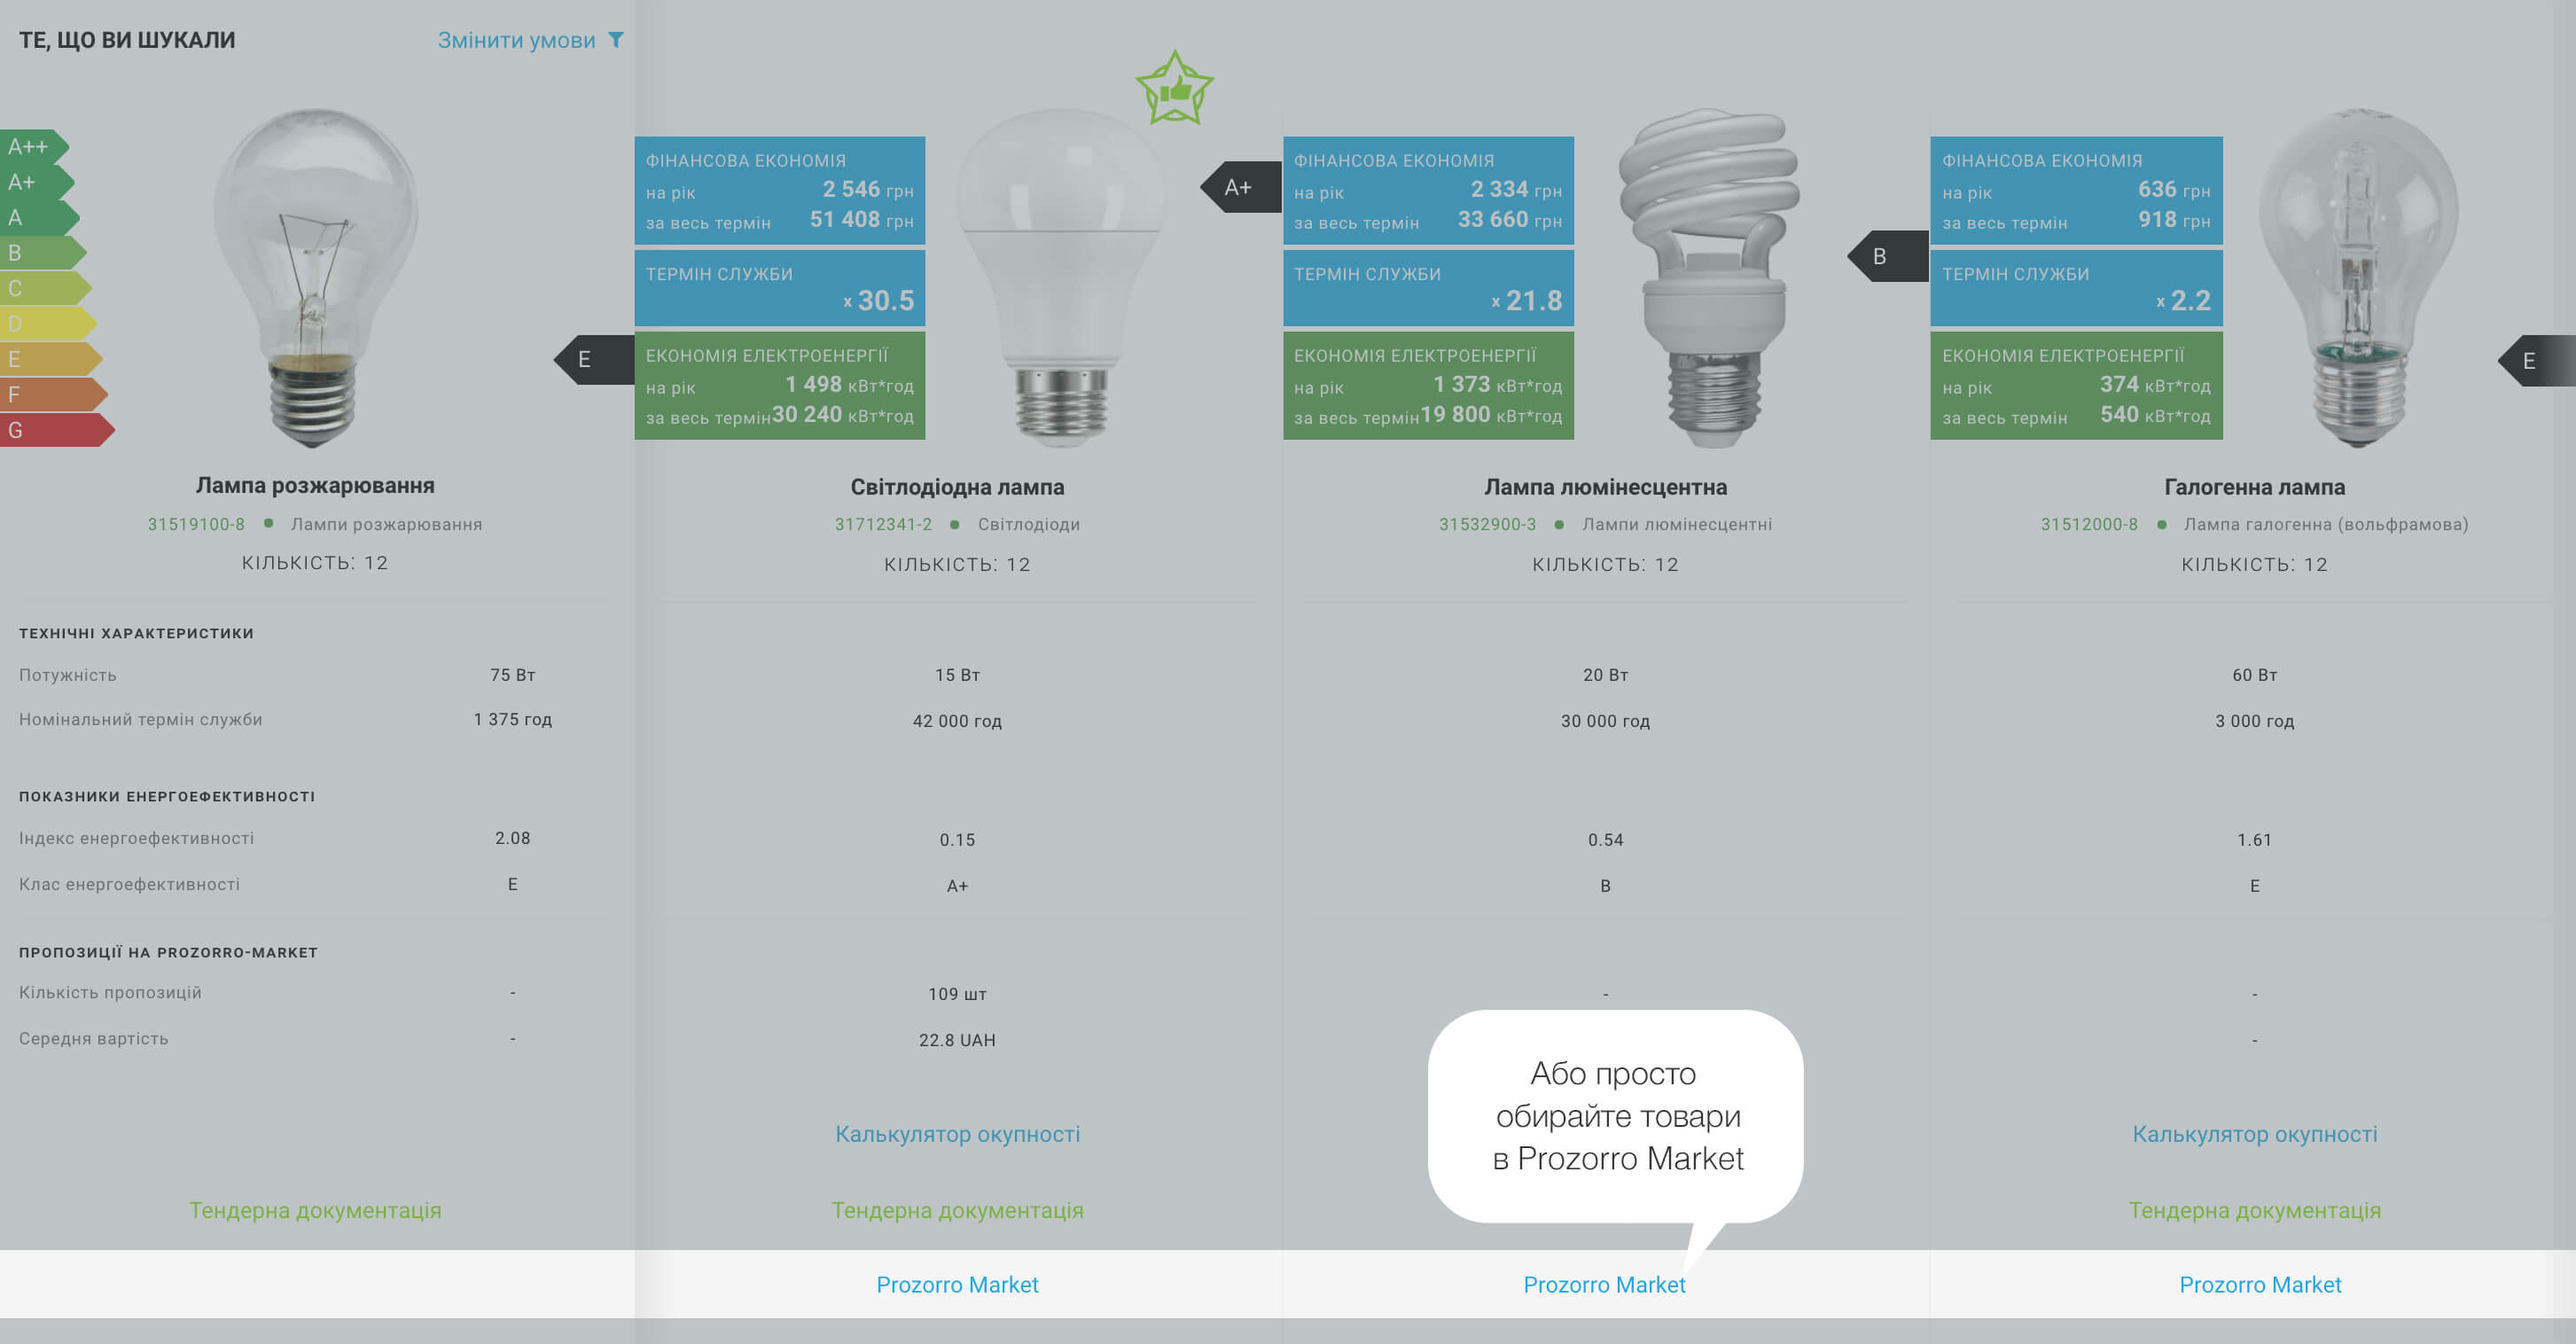 ТЕ, ЩО ВИ ШУКАЛИ
Змінити умови
A++
A+
A
B
C
D
E
F
G
E
Лампа розжарювання
31519100-8 • Лампи розжарювання
КІЛЬКІСТЬ: 12
ФІНАНСОВА ЕКОНОМІЯ
на рік 2 546 грн
за весь термін 51 408 грн
ТЕРМІН СЛУЖБИ
x 30.5
ЕКОНОМІЯ ЕЛЕКТРОЕНЕРГІЇ
на рік 1 498 кВт*год
за весь термін 30 240 кВт*год
A+
Світлодіодна лампа
31712341-2 • Світлодіоди
КІЛЬКІСТЬ: 12
ФІНАНСОВА ЕКОНОМІЯ
на рік 2 334 грн
за весь термін 33 660 грн
ТЕРМІН СЛУЖБИ
x 21.8
ЕКОНОМІЯ ЕЛЕКТРОЕНЕРГІЇ
на рік 1 373 кВт*год
за весь термін 19 800 кВт*год
B
Лампа люмінесцентна
31532900-3 • Лампи люмінесцентні
КІЛЬКІСТЬ: 12
ФІНАНСОВА ЕКОНОМІЯ
на рік 636 грн
за весь термін 918 грн
ТЕРМІН СЛУЖБИ
x 2.2
ЕКОНОМІЯ ЕЛЕКТРОЕНЕРГІЇ
на рік 374 кВт*год
за весь термін 540 кВт*год
E
Галогенна лампа
31512000-8 • Лампа галогенна (вольфрамова)
КІЛЬКІСТЬ: 12
ТЕХНІЧНІ ХАРАКТЕРИСТИКИ
Потужність 75 Вт 15 Вт 20 Вт 60 Вт
Номінальний термін служби 1 375 год 42 000 год 30 000 год 3 000 год
ПОКАЗНИКИ ЕНЕРГОЕФЕКТИВНОСТІ
Індекс енергоефективності 2.08 0.15 0.54 1.61
Клас енергоефективності E A+ B E
ПРОПОЗИЦІЇ НА PROZORRO-MARKET
Кількість пропозицій - 109 шт - -
Середня вартість - 22.8 UAH -
Або просто
обирайте товари
в Prozorro Market
Калькулятор окупності Калькулятор окупності
Тендерна документація Тендерна документація Тендерна документація
Prozorro Market Prozorro Market Prozorro Market